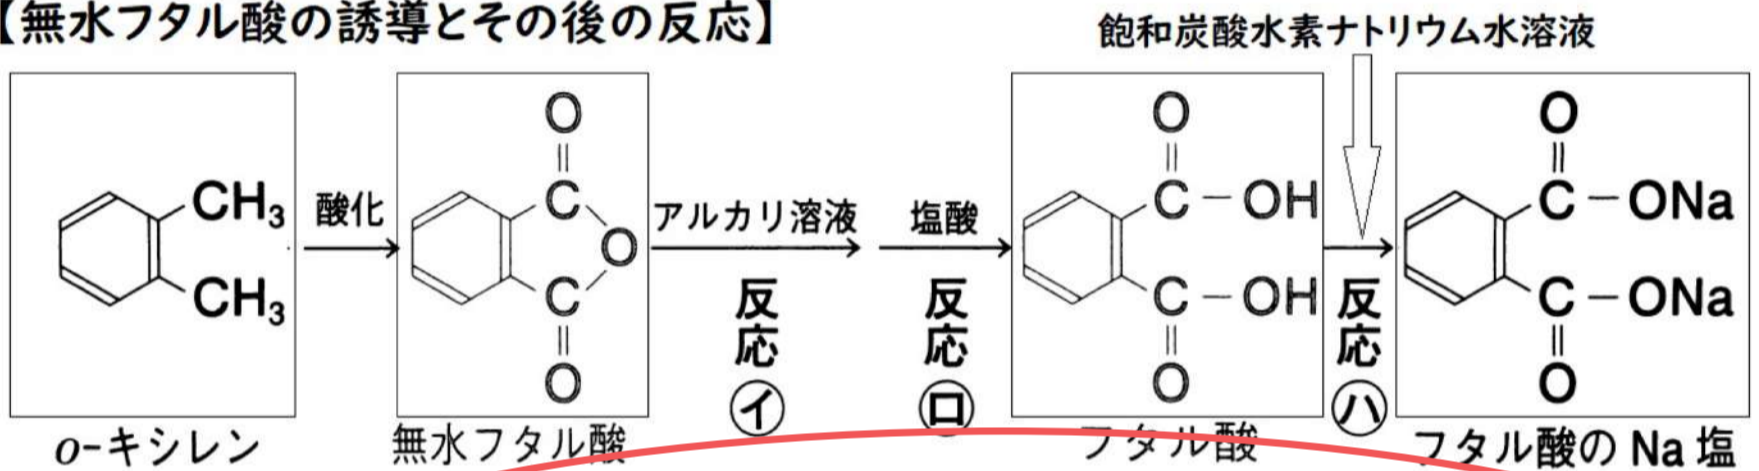 【無水フタル酸の誘導とその後の反応】
飽和炭酸水素ナトリウム水溶液
CH₃
CH₃
o-キシレン
酸化
O
C
O
C
O
無水フタル酸
アルカリ溶液
反応㋑
塩酸
反応㋺
O
C－OH
C－OH
O
フタル酸
反応㋩
O
C－ONa
C－ONa
O
フタル酸の Na 塩